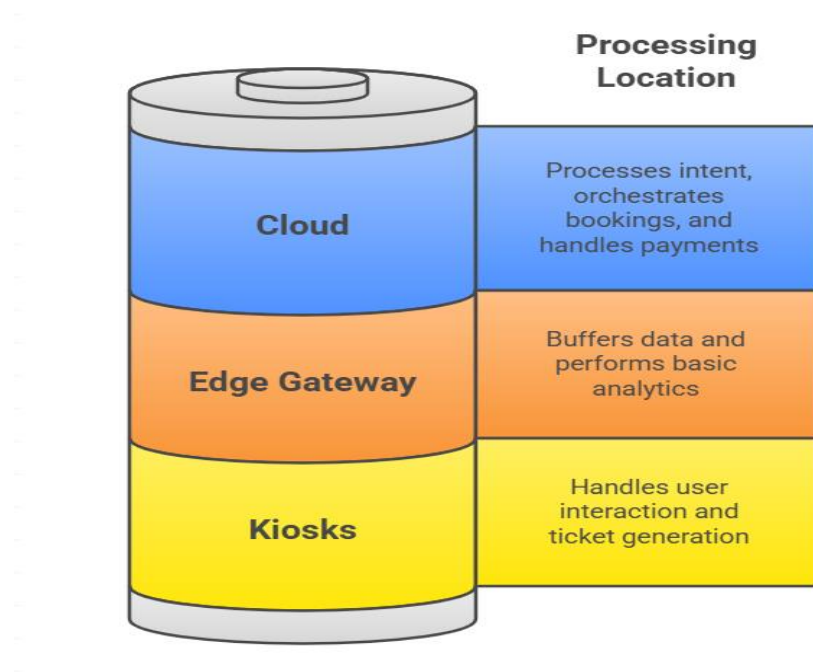 Processing
Location
Cloud
Processes intent,
orchestrates
bookings, and
handles payments
Edge Gateway
Buffers data and
performs basic
analytics
Kiosks
Handles user
interaction and
ticket generation